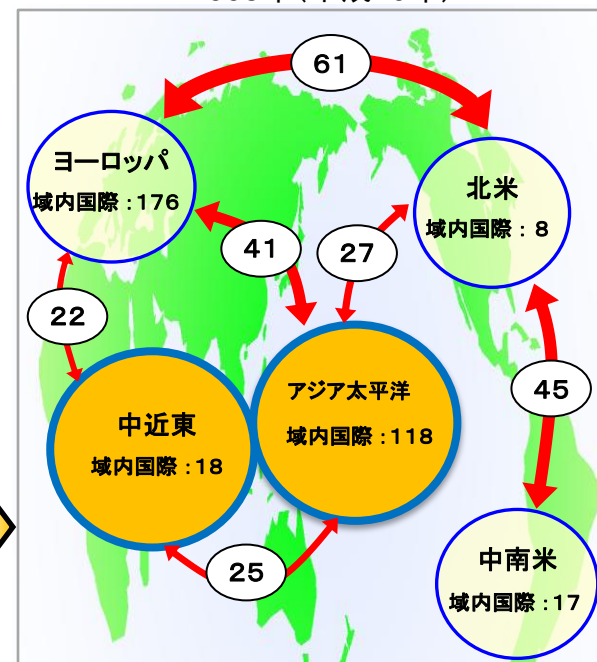 61
ヨーロッパ
域内国際：176
北米
域内国際：8
41
27
22
アジア太平洋
域内国際：118
45
中近東
域内国際：18
25
中南米
域内国際：17